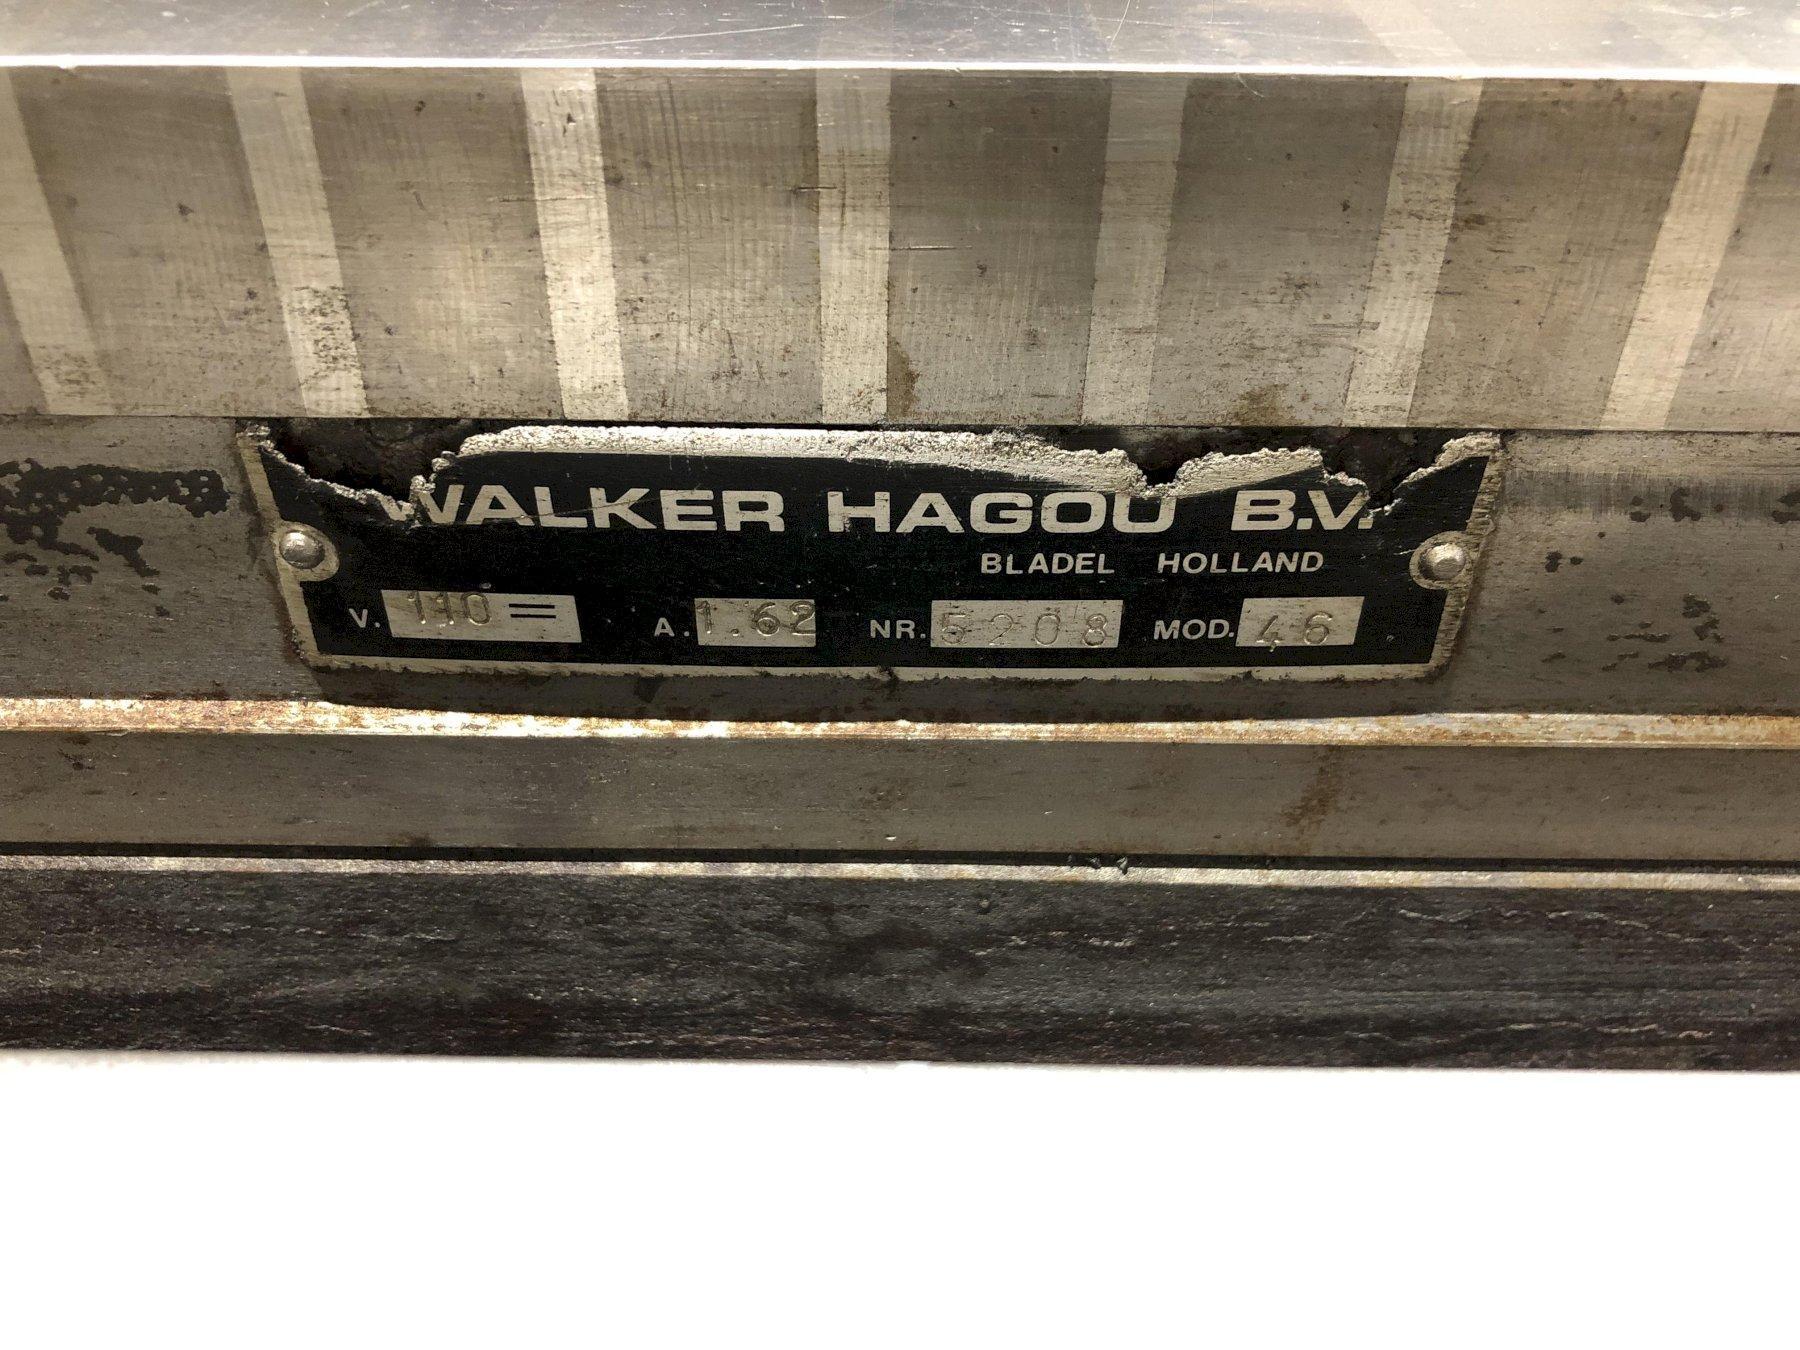 WALKER HAGOU B.V.
BLADEL HOLLAND
V. 110 = A. 1.62 NR. 5208 MOD. 46